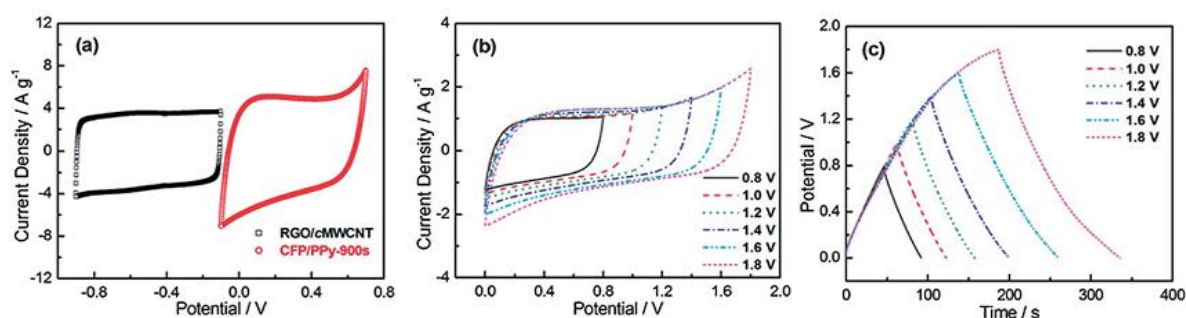 (a)
Current Density / A g⁻¹
12
8
4
0
-4
-8
-12
-0.8
-0.4
0.0
0.4
0.8
Potential / V
RGO/cMWCNT
CFP/PPy-900s
(b)
Current Density / A g⁻¹
4
2
0
-2
-4
0.0
0.4
0.8
1.2
1.6
2.0
Potential / V
0.8 V
1.0 V
1.2 V
1.4 V
1.6 V
1.8 V
(c)
Potential / V
2.0
1.6
1.2
0.8
0.4
0.0
0
100
200
300
400
Time / s
0.8 V
1.0 V
1.2 V
1.4 V
1.6 V
1.8 V